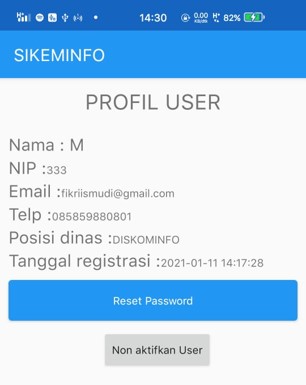 14:30
0.00
KB/s
82%
SIKEMINFO
PROFIL USER
Nama : M
NIP :333
Email :fikriismudi@gmail.com
Telp :085859880801
Posisi dinas :DISKOMINFO
Tanggal registrasi :2021-01-11 14:17:28
Reset Password
Non aktifkan User